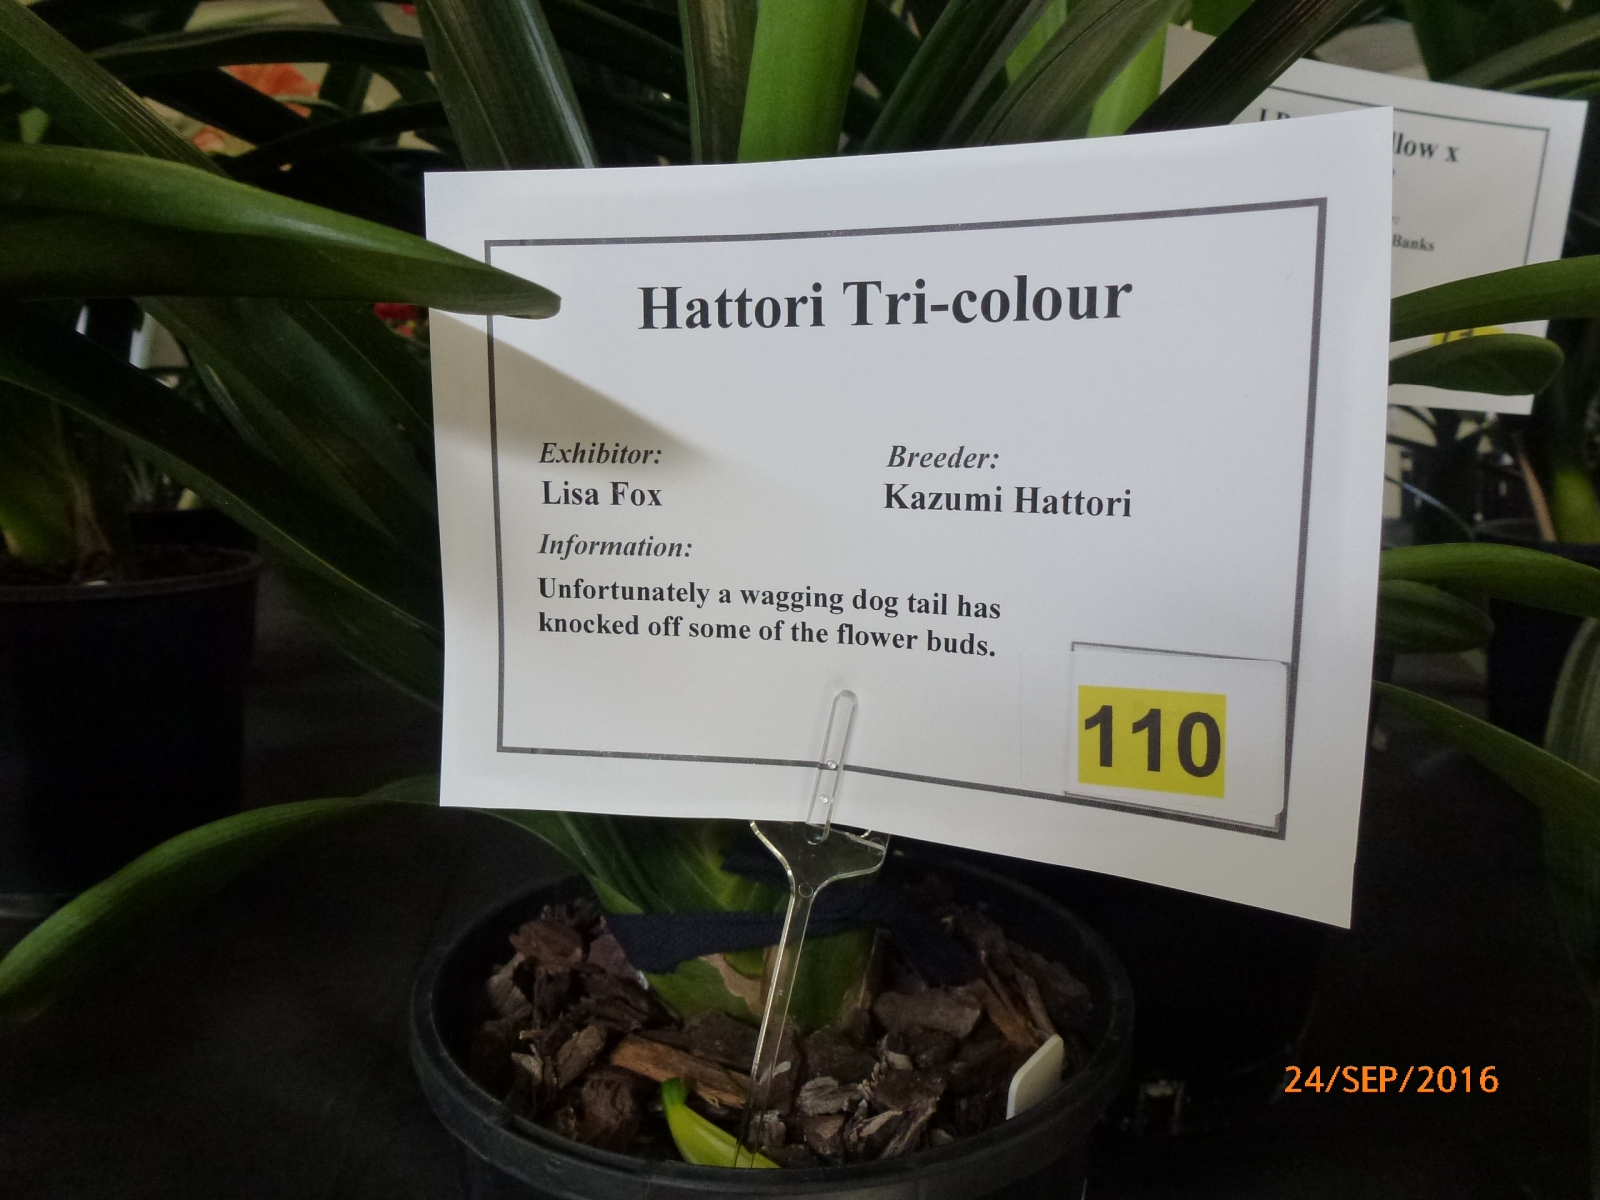 Hattori Tri-colour
Exhibitor:
Lisa Fox
Breeder:
Kazumi Hattori
Information:
Unfortunately a wagging dog tail has
knocked off some of the flower buds.
110
x
Banks
24/SEP/2016